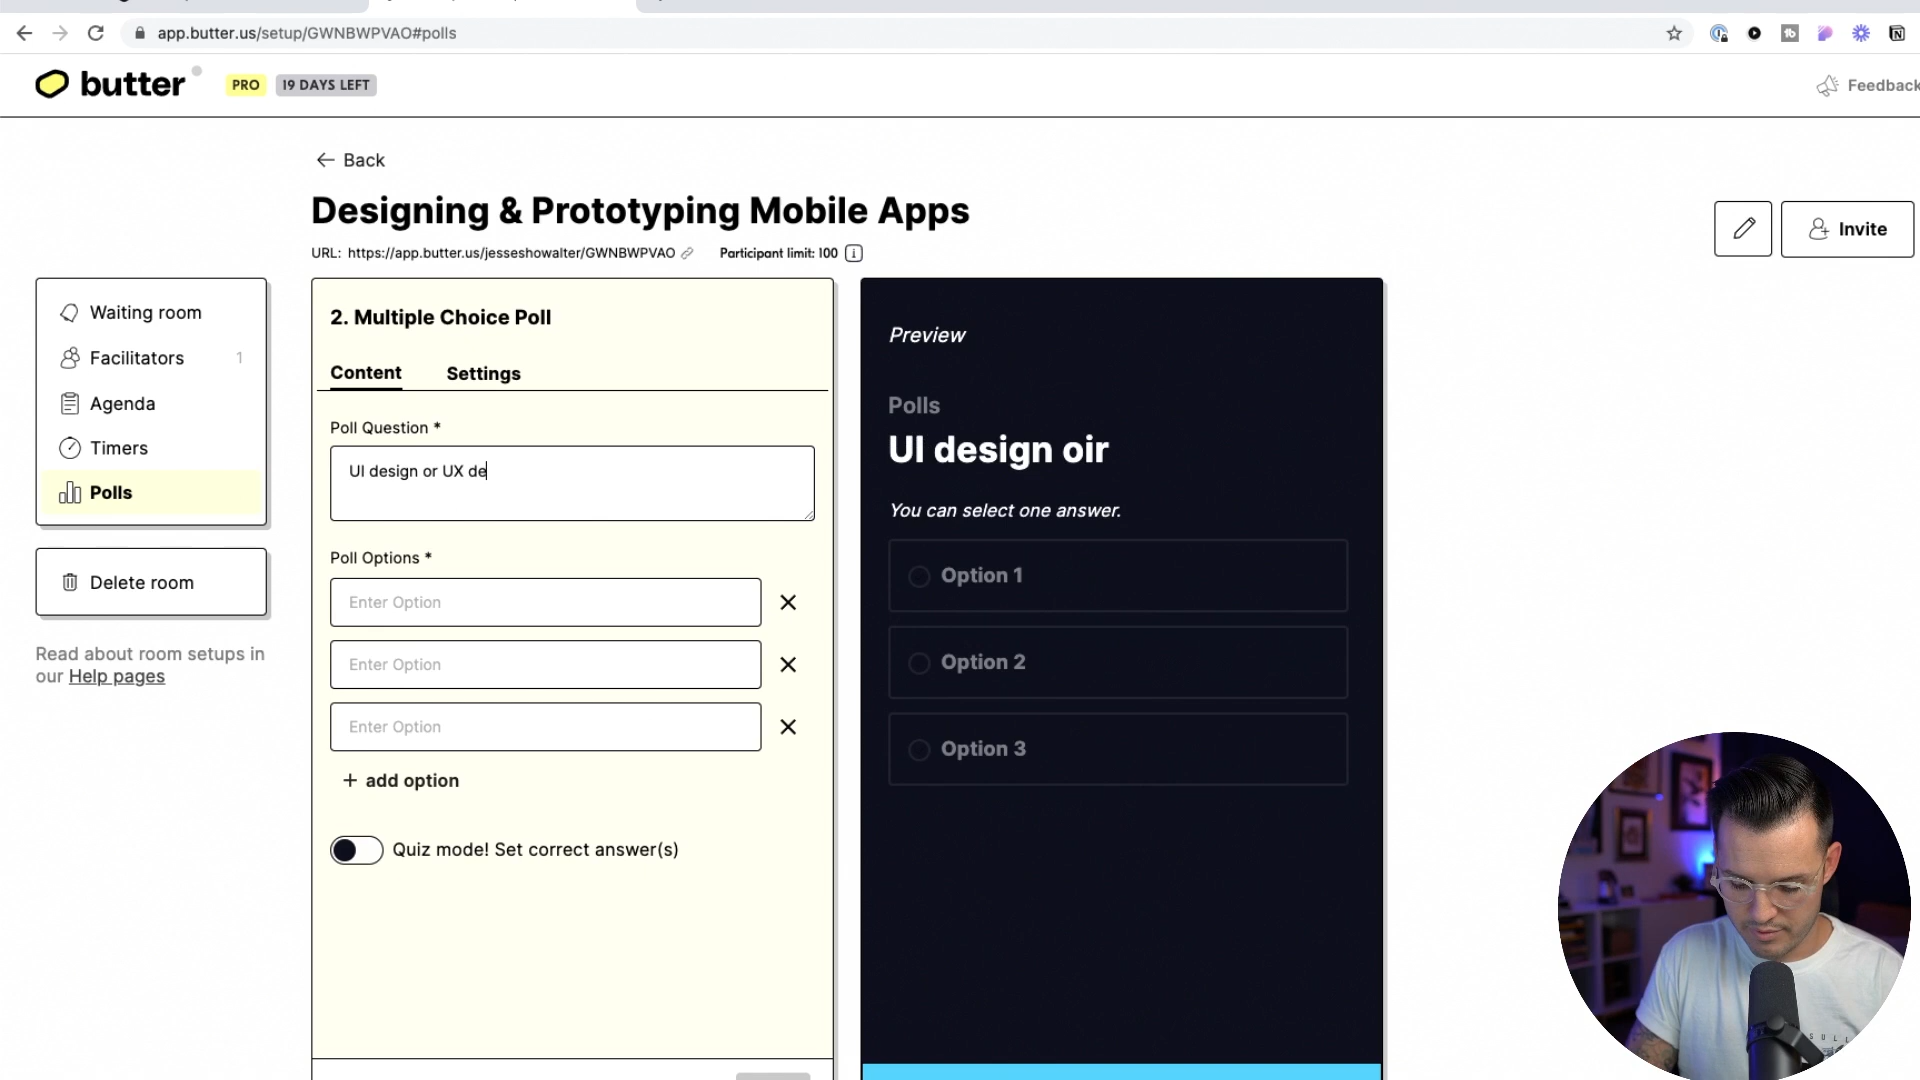 app.butter.us/setup/GWNBWPVAO#polls
butter
PRO
19 DAYS LEFT
Feedback
Back
Designing & Prototyping Mobile Apps
URL: https://app.butter.us/jesseshowalter/GWNBWPVAO
Participant limit: 100
Invite
Waiting room
Facilitators 1
Agenda
Timers
Polls
Delete room
Read about room setups in
our Help pages
2. Multiple Choice Poll
Content
Settings
Poll Question *
UI design or UX de
Poll Options *
Enter Option
Enter Option
Enter Option
+ add option
Quiz mode! Set correct answer(s)
Preview
Polls
UI design oir
You can select one answer.
Option 1
Option 2
Option 3